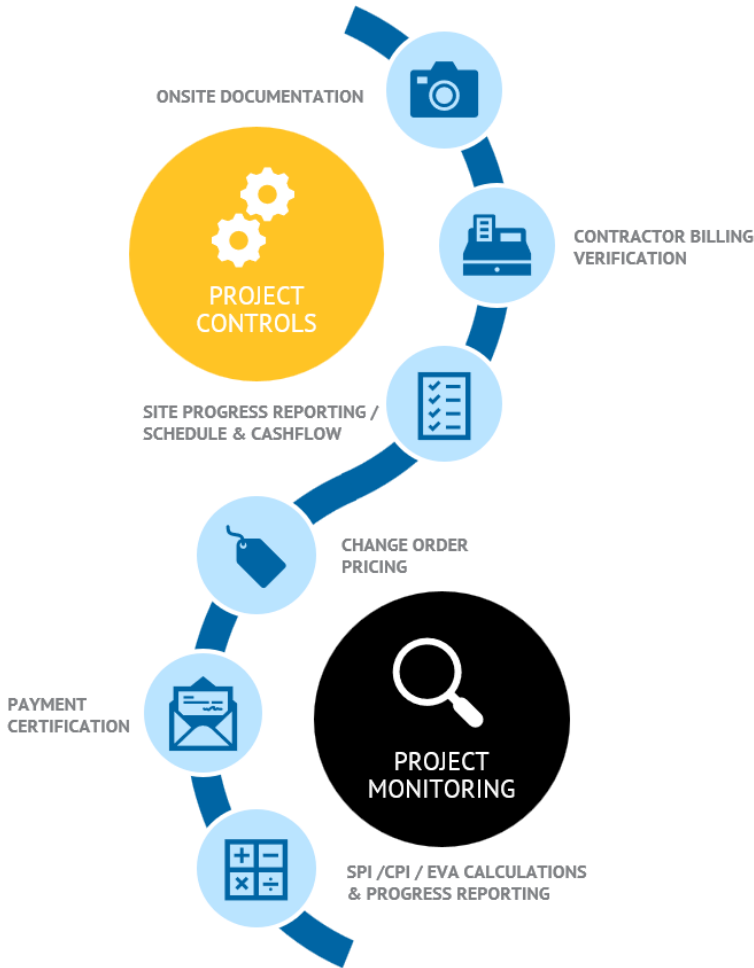 ONSITE DOCUMENTATION
CONTRACTOR BILLING
VERIFICATION
PROJECT
CONTROLS
SITE PROGRESS REPORTING /
SCHEDULE & CASHFLOW
CHANGE ORDER
PRICING
PAYMENT
CERTIFICATION
PROJECT
MONITORING
SPI /CPI / EVA CALCULATIONS
& PROGRESS REPORTING